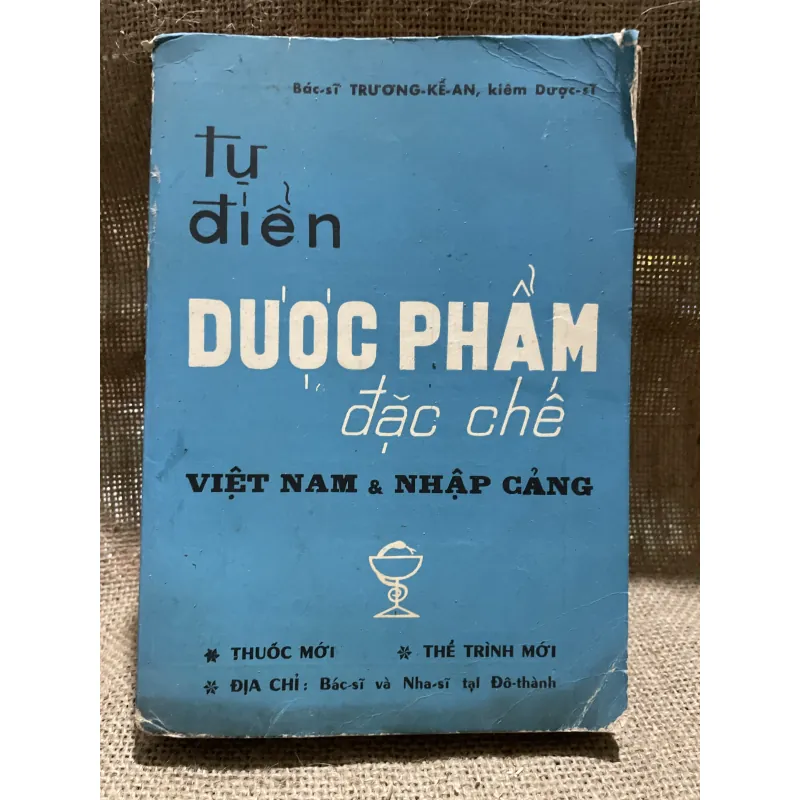 Bác-sĩ TRƯƠNG-KẾ-AN, kiêm Dược-sĩ
tự
điển
DƯỢC PHẨM
đặc chế
VIỆT NAM & NHẬP CẢNG
* THUỐC MỚI * THỂ TRÌNH MỚI
* ĐỊA CHỈ : Bác-sĩ và Nha-sĩ tại Đô-thành